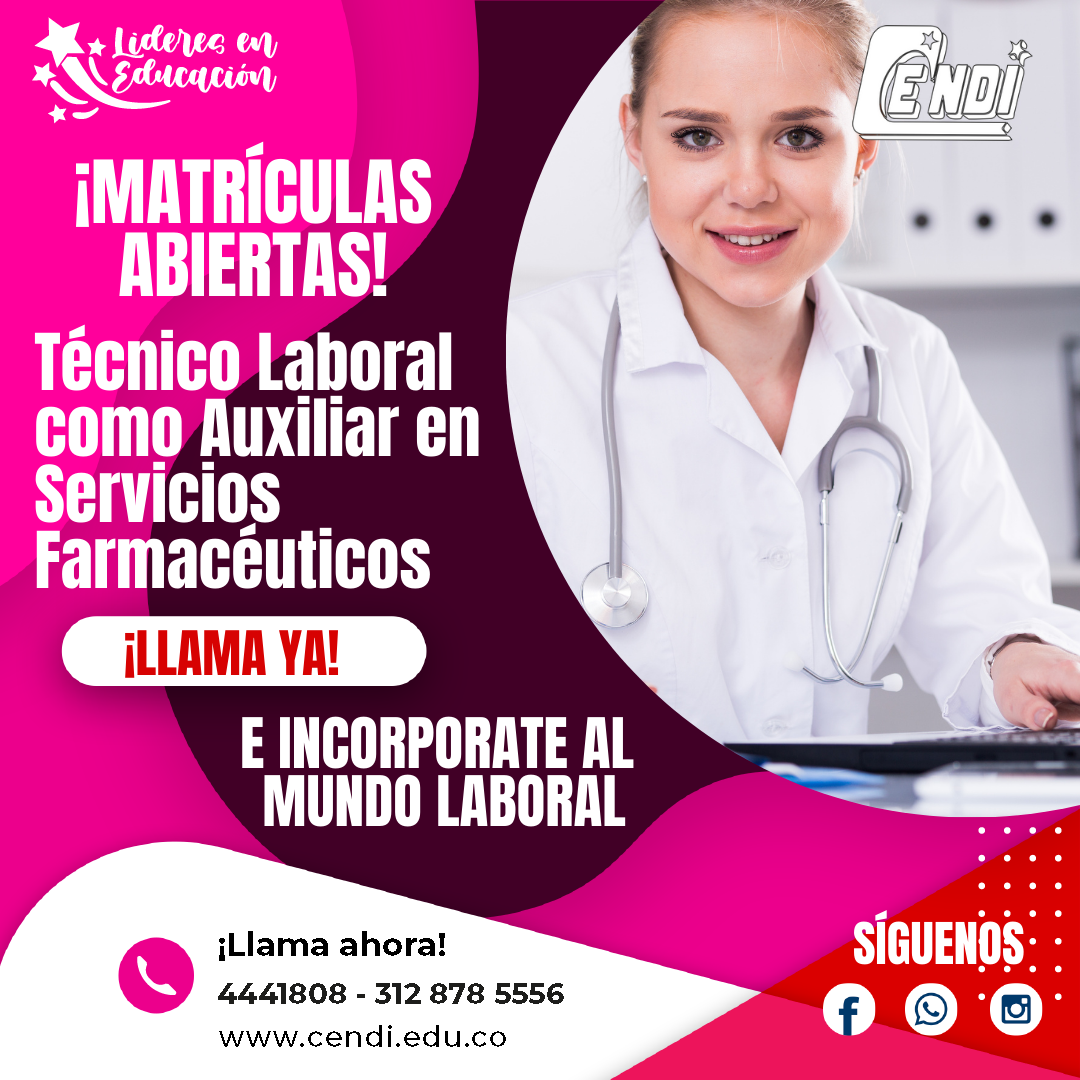 Lideres en
Educación
CENDI
¡MATRÍCULAS
ABIERTAS!
Técnico Laboral
como Auxiliar en
Servicios
Farmacéuticos
¡LLAMA YA!
E INCORPORATE AL
MUNDO LABORAL
¡Llama ahora!
4441808 - 312 878 5556
www.cendi.edu.co
SÍGUENOS